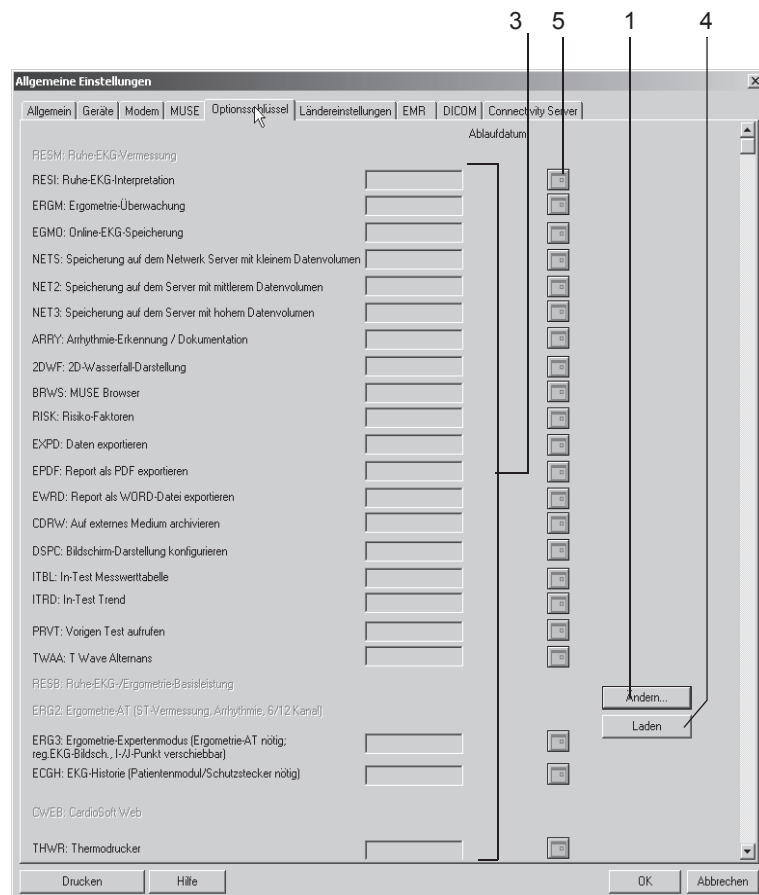 3 5 1 4
Allgemeine Einstellungen
Allgemein Geräte Modem MUSE Optionsschlüssel Ländereinstellungen EMR DICOM Connectivity Server
Ablaufdatum
RESM: Ruhe-EKG-Vermessung
RESI: Ruhe-EKG-Interpretation
ERGM: Ergometrie-Überwachung
EGMO: Online-EKG-Speicherung
NETS: Speicherung auf dem Netwerk Server mit kleinem Datenvolumen
NET2: Speicherung auf dem Server mit mittlerem Datenvolumen
NET3: Speicherung auf dem Server mit hohem Datenvolumen
ARRY: Arrhythmie-Erkennung / Dokumentation
2DWF: 2D-Wasserfall-Darstellung
BRWS: MUSE Browser
RISK: Risiko-Faktoren
EXPD: Daten exportieren
EPDF: Report als PDF exportieren
EWRD: Report als WORD-Datei exportieren
CDRW: Auf externes Medium archivieren
DSPC: Bildschirm-Darstellung konfigurieren
ITBL: In-Test Messwerttabelle
ITRD: In-Test Trend
PRVT: Vorigen Test aufrufen
TWAA: T Wave Alternans
RESB: Ruhe-EKG-/Ergometrie-Basisleistung
Ändern...
ERG2: Ergometrie-AT (ST-Vermessung, Arrhythmie, 6/12 Kanal)
Laden
ERG3: Ergometrie-Expertenmodus (Ergometrie-AT nötig;
reg.EKG-Bildsch., I-/J-Punkt verschiebbar)
ECGH: EKG-Historie (Patientenmodul/Schutzstecker nötig)
CWEB: CardioSoft Web
THWR: Thermodrucker
Drucken Hilfe OK Abbrechen